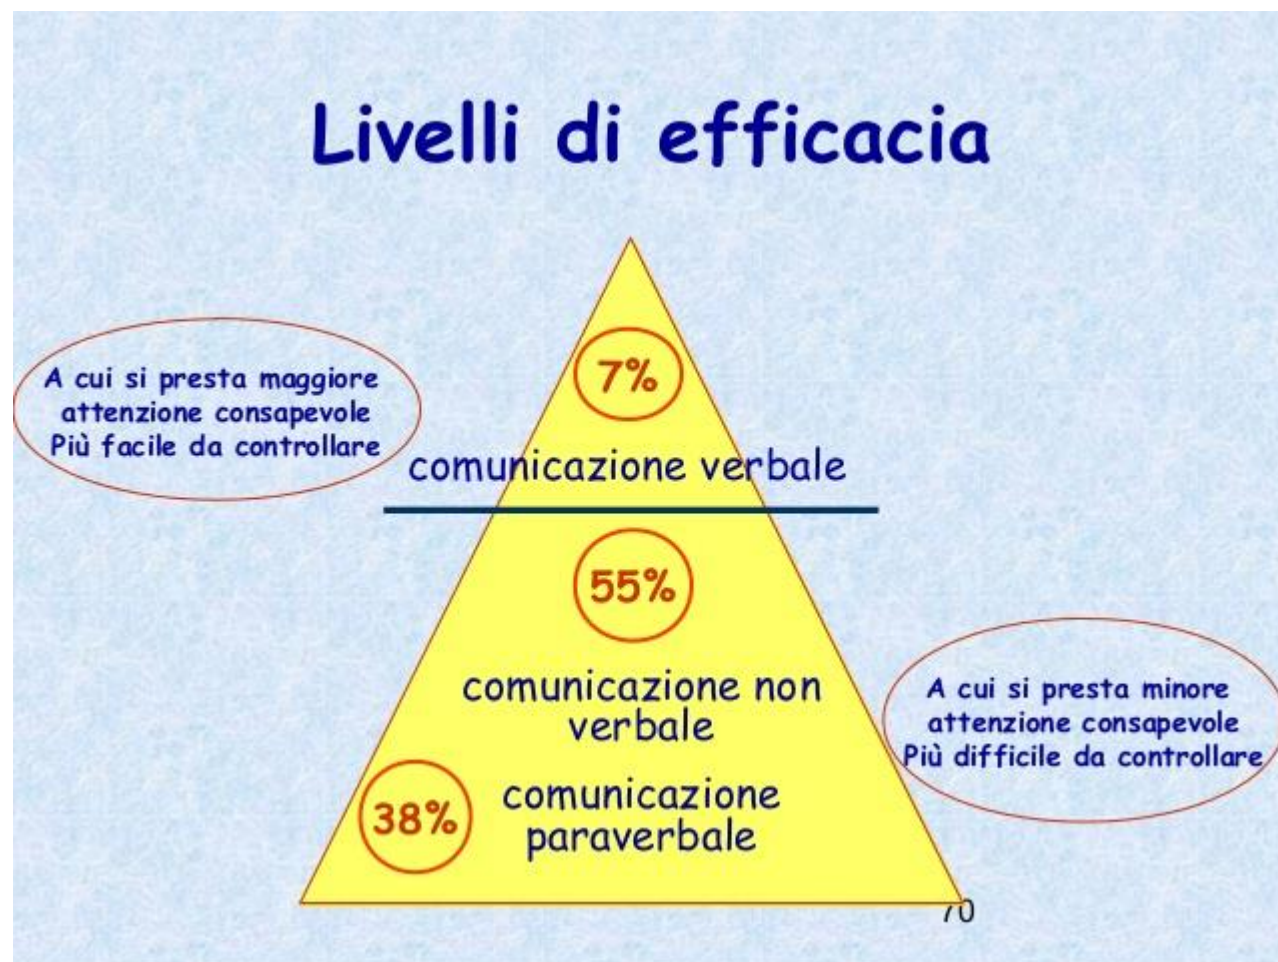 Livelli di efficacia
7%
A cui si presta maggiore
attenzione consapevole
Più facile da controllare
comunicazione verbale
55%
comunicazione non
verbale
A cui si presta minore
attenzione consapevole
Più difficile da controllare
38%
comunicazione
paraverbale
70